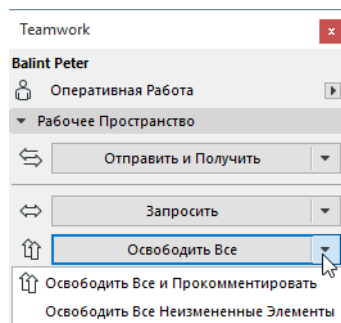 Teamwork
x
Balint Peter
Оперативная Работа
Рабочее Пространство
Отправить и Получить
Запросить
Освободить Все
Освободить Все и Прокомментировать
Освободить Все Неизмененные Элементы